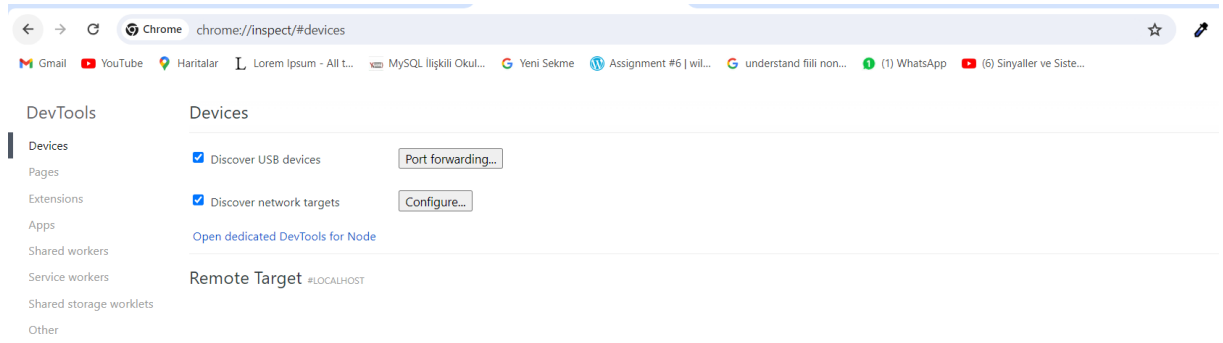 Chrome chrome://inspect/#devices
Gmail YouTube Haritalar Lorem Ipsum - All t... MySQL İlişkili Okul... Yeni Sekme Assignment #6 | wil... understand fiili non... (1) WhatsApp (6) Sinyaller ve Siste...
DevTools
Devices
Pages
Extensions
Apps
Shared workers
Service workers
Shared storage worklets
Other
Devices
Discover USB devices Port forwarding...
Discover network targets Configure...
Open dedicated DevTools for Node
Remote Target #LOCALHOST